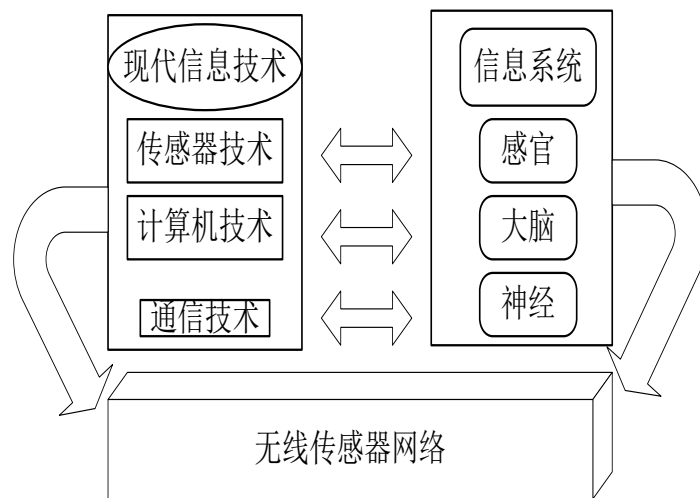 现代信息技术
信息系统
传感器技术
感官
计算机技术
大脑
通信技术
神经
无线传感器网络